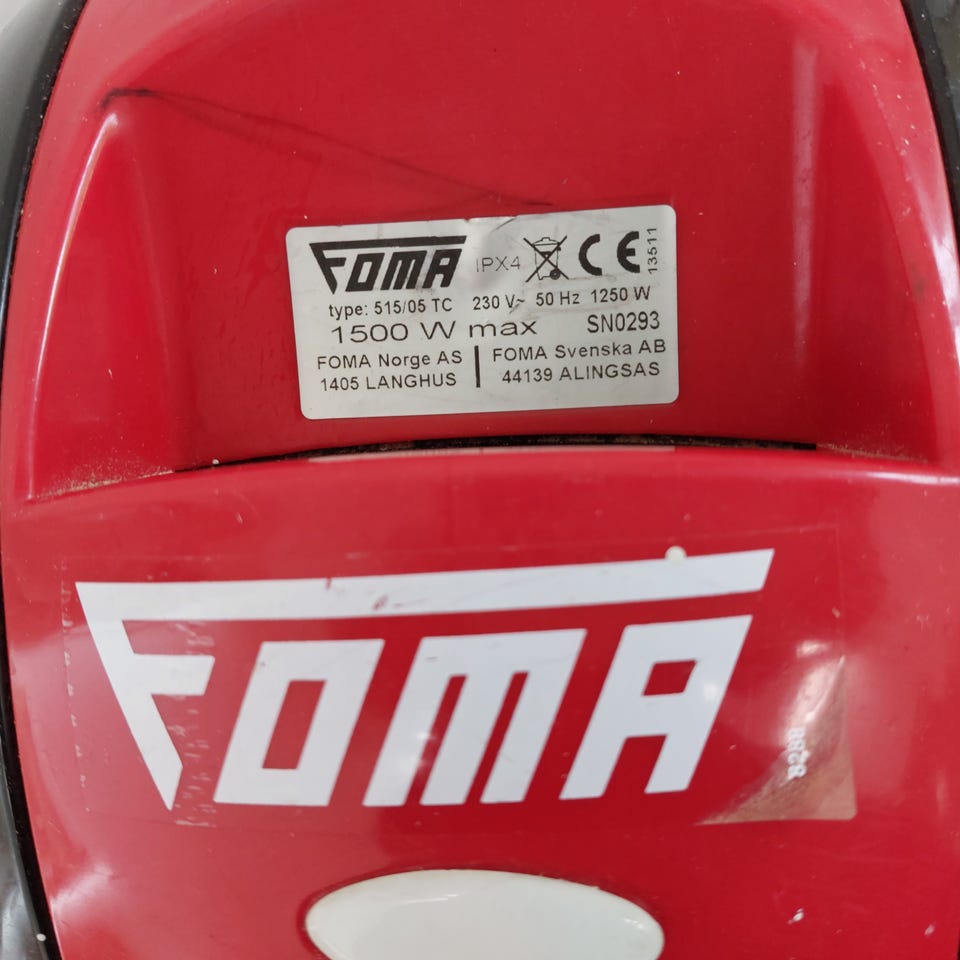 FOMA IPX4 CE 13511
type: 515/05 TC 230 V~ 50 Hz 1250 W
1500 W max SN0293
FOMA Norge AS | FOMA Svenska AB
1405 LANGHUS 44139 ALINGSAS
FOMA